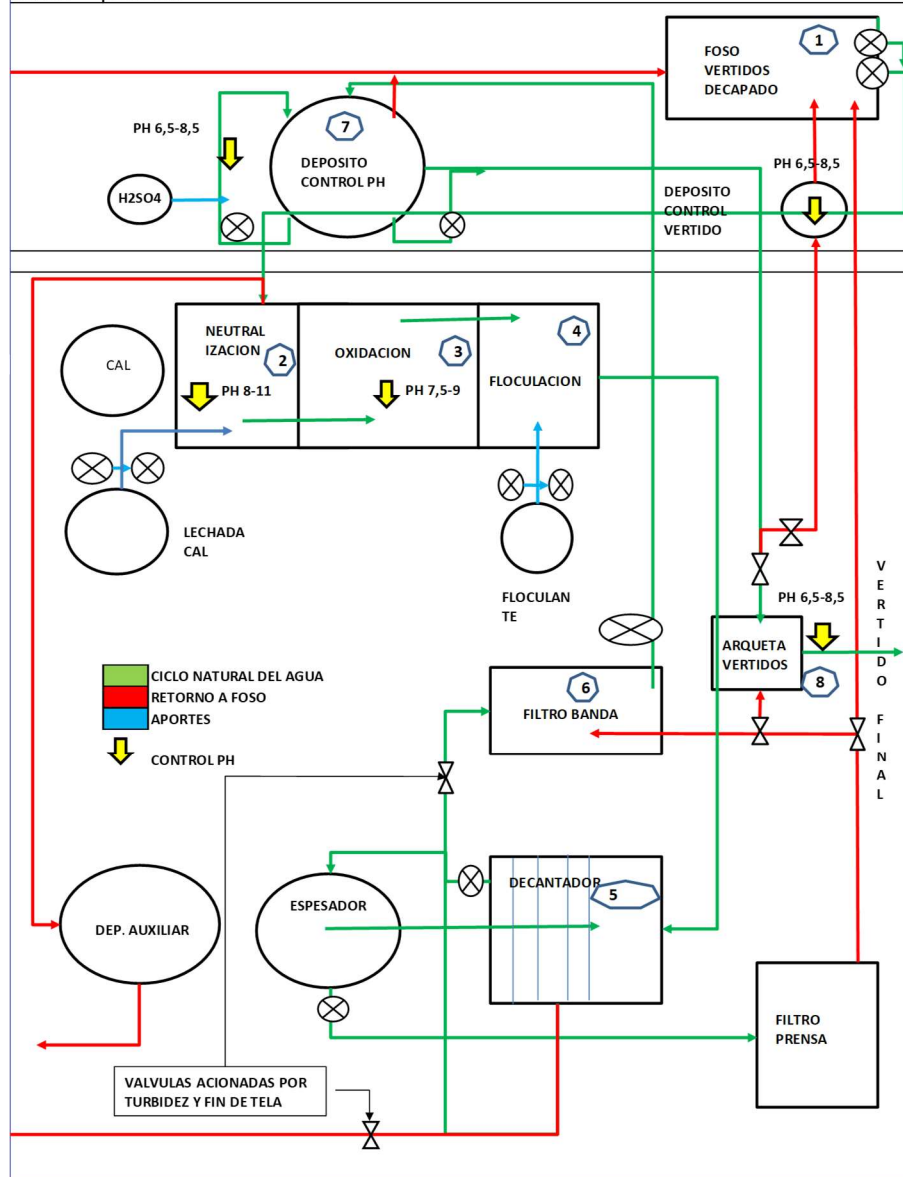 1
FOSO
VERTIDOS
DECAPADO
PH 6,5-8,5
7
DEPOSITO
CONTROL PH
H2SO4
PH 6,5-8,5
DEPOSITO
CONTROL
VERTIDO
NEUTRAL
IZACION
2
OXIDACION
3
4
FLOCULACION
CAL
PH 8-11
PH 7,5-9
LECHADA
CAL
FLOCULAN
TE
PH 6,5-8,5
ARQUETA
VERTIDOS
8
VERTIDO FINAL
CICLO NATURAL DEL AGUA
RETORNO A FOSO
APORTES
CONTROL PH
6
FILTRO BANDA
DEP. AUXILIAR
ESPESADOR
DECANTADOR
5
FILTRO
PRENSA
VALVULAS ACIONADAS POR
TURBIDEZ Y FIN DE TELA